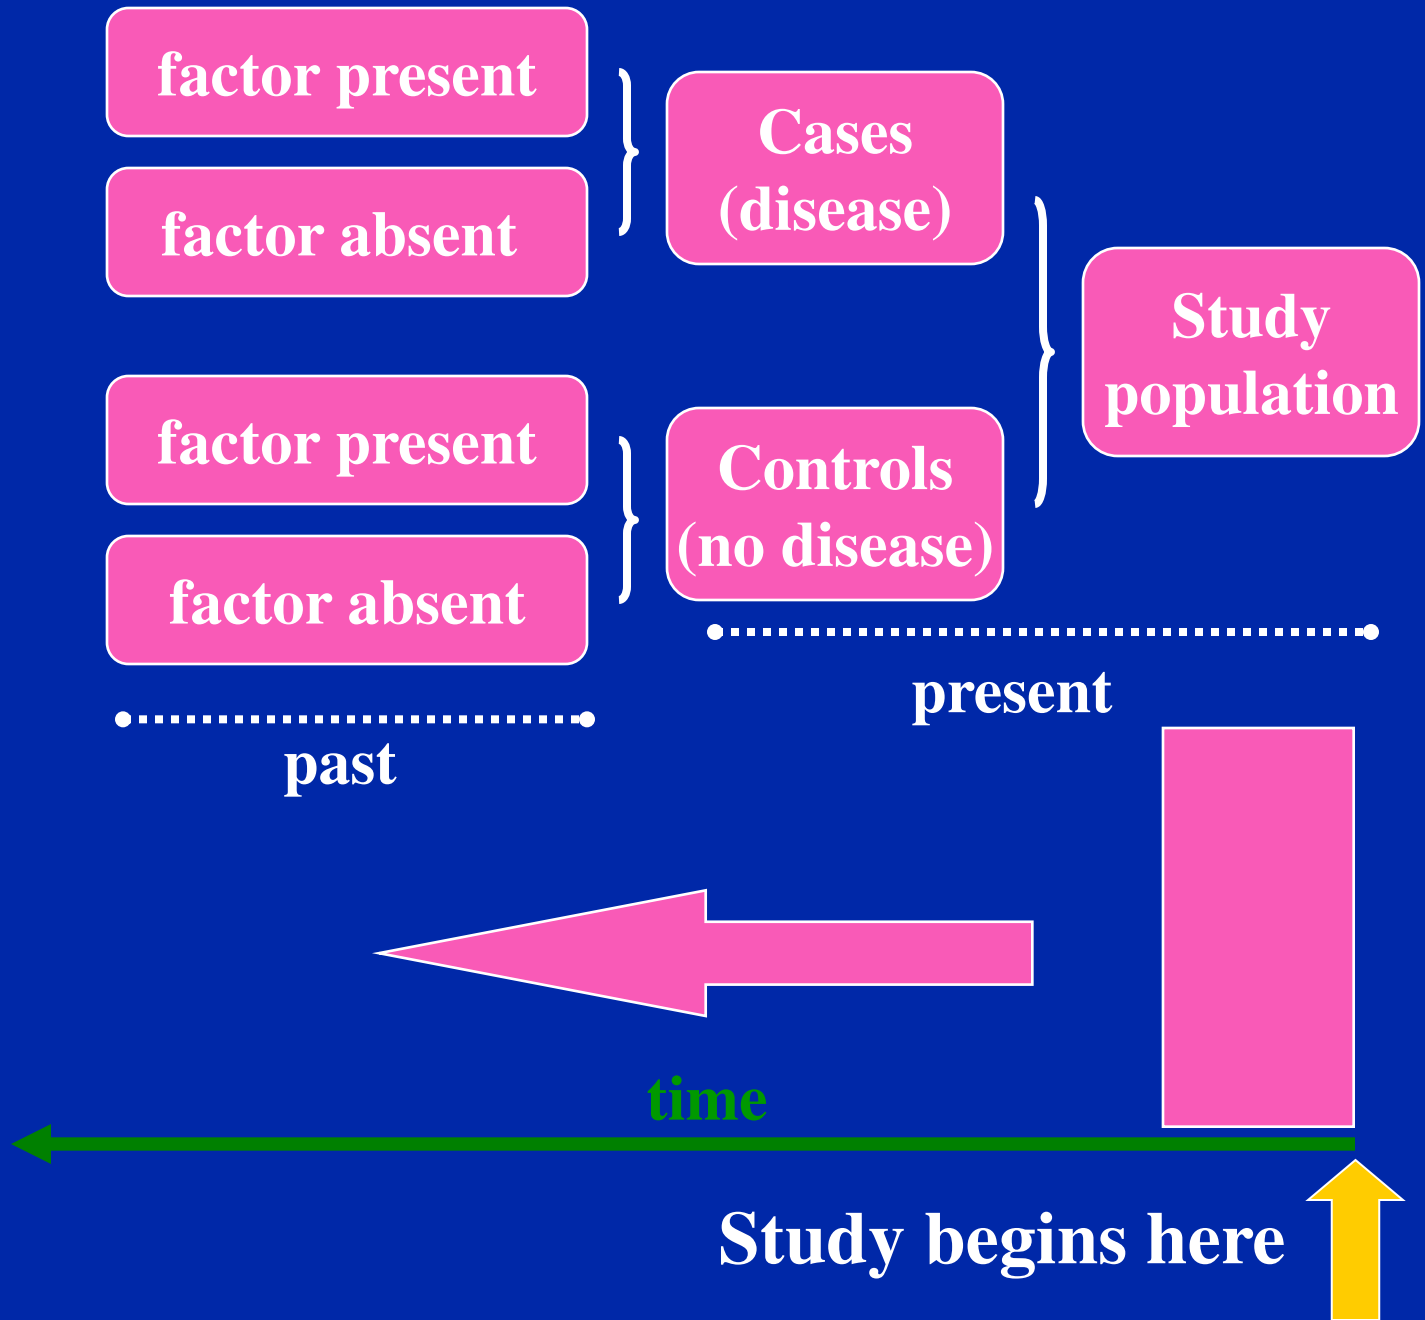 factor present
factor absent
Cases
(disease)
Study
population
factor present
factor absent
Controls
(no disease)
present
past
time
Study begins here